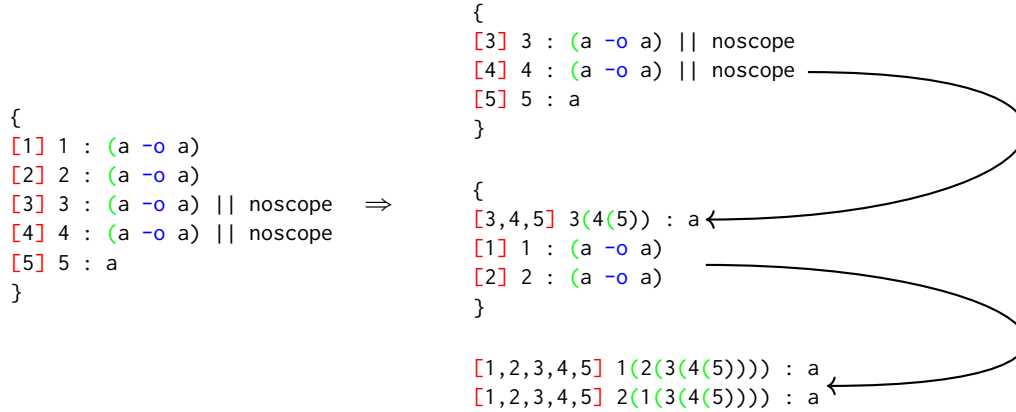 {
[1] 1 : (a -o a)
[2] 2 : (a -o a)
[3] 3 : (a -o a) || noscope
[4] 4 : (a -o a) || noscope
[5] 5 : a
}
⇒
{
[3] 3 : (a -o a) || noscope
[4] 4 : (a -o a) || noscope
[5] 5 : a
}
{
[3,4,5] 3(4(5)) : a
[1] 1 : (a -o a)
[2] 2 : (a -o a)
}
[1,2,3,4,5] 1(2(3(4(5)))) : a
[1,2,3,4,5] 2(1(3(4(5)))) : a